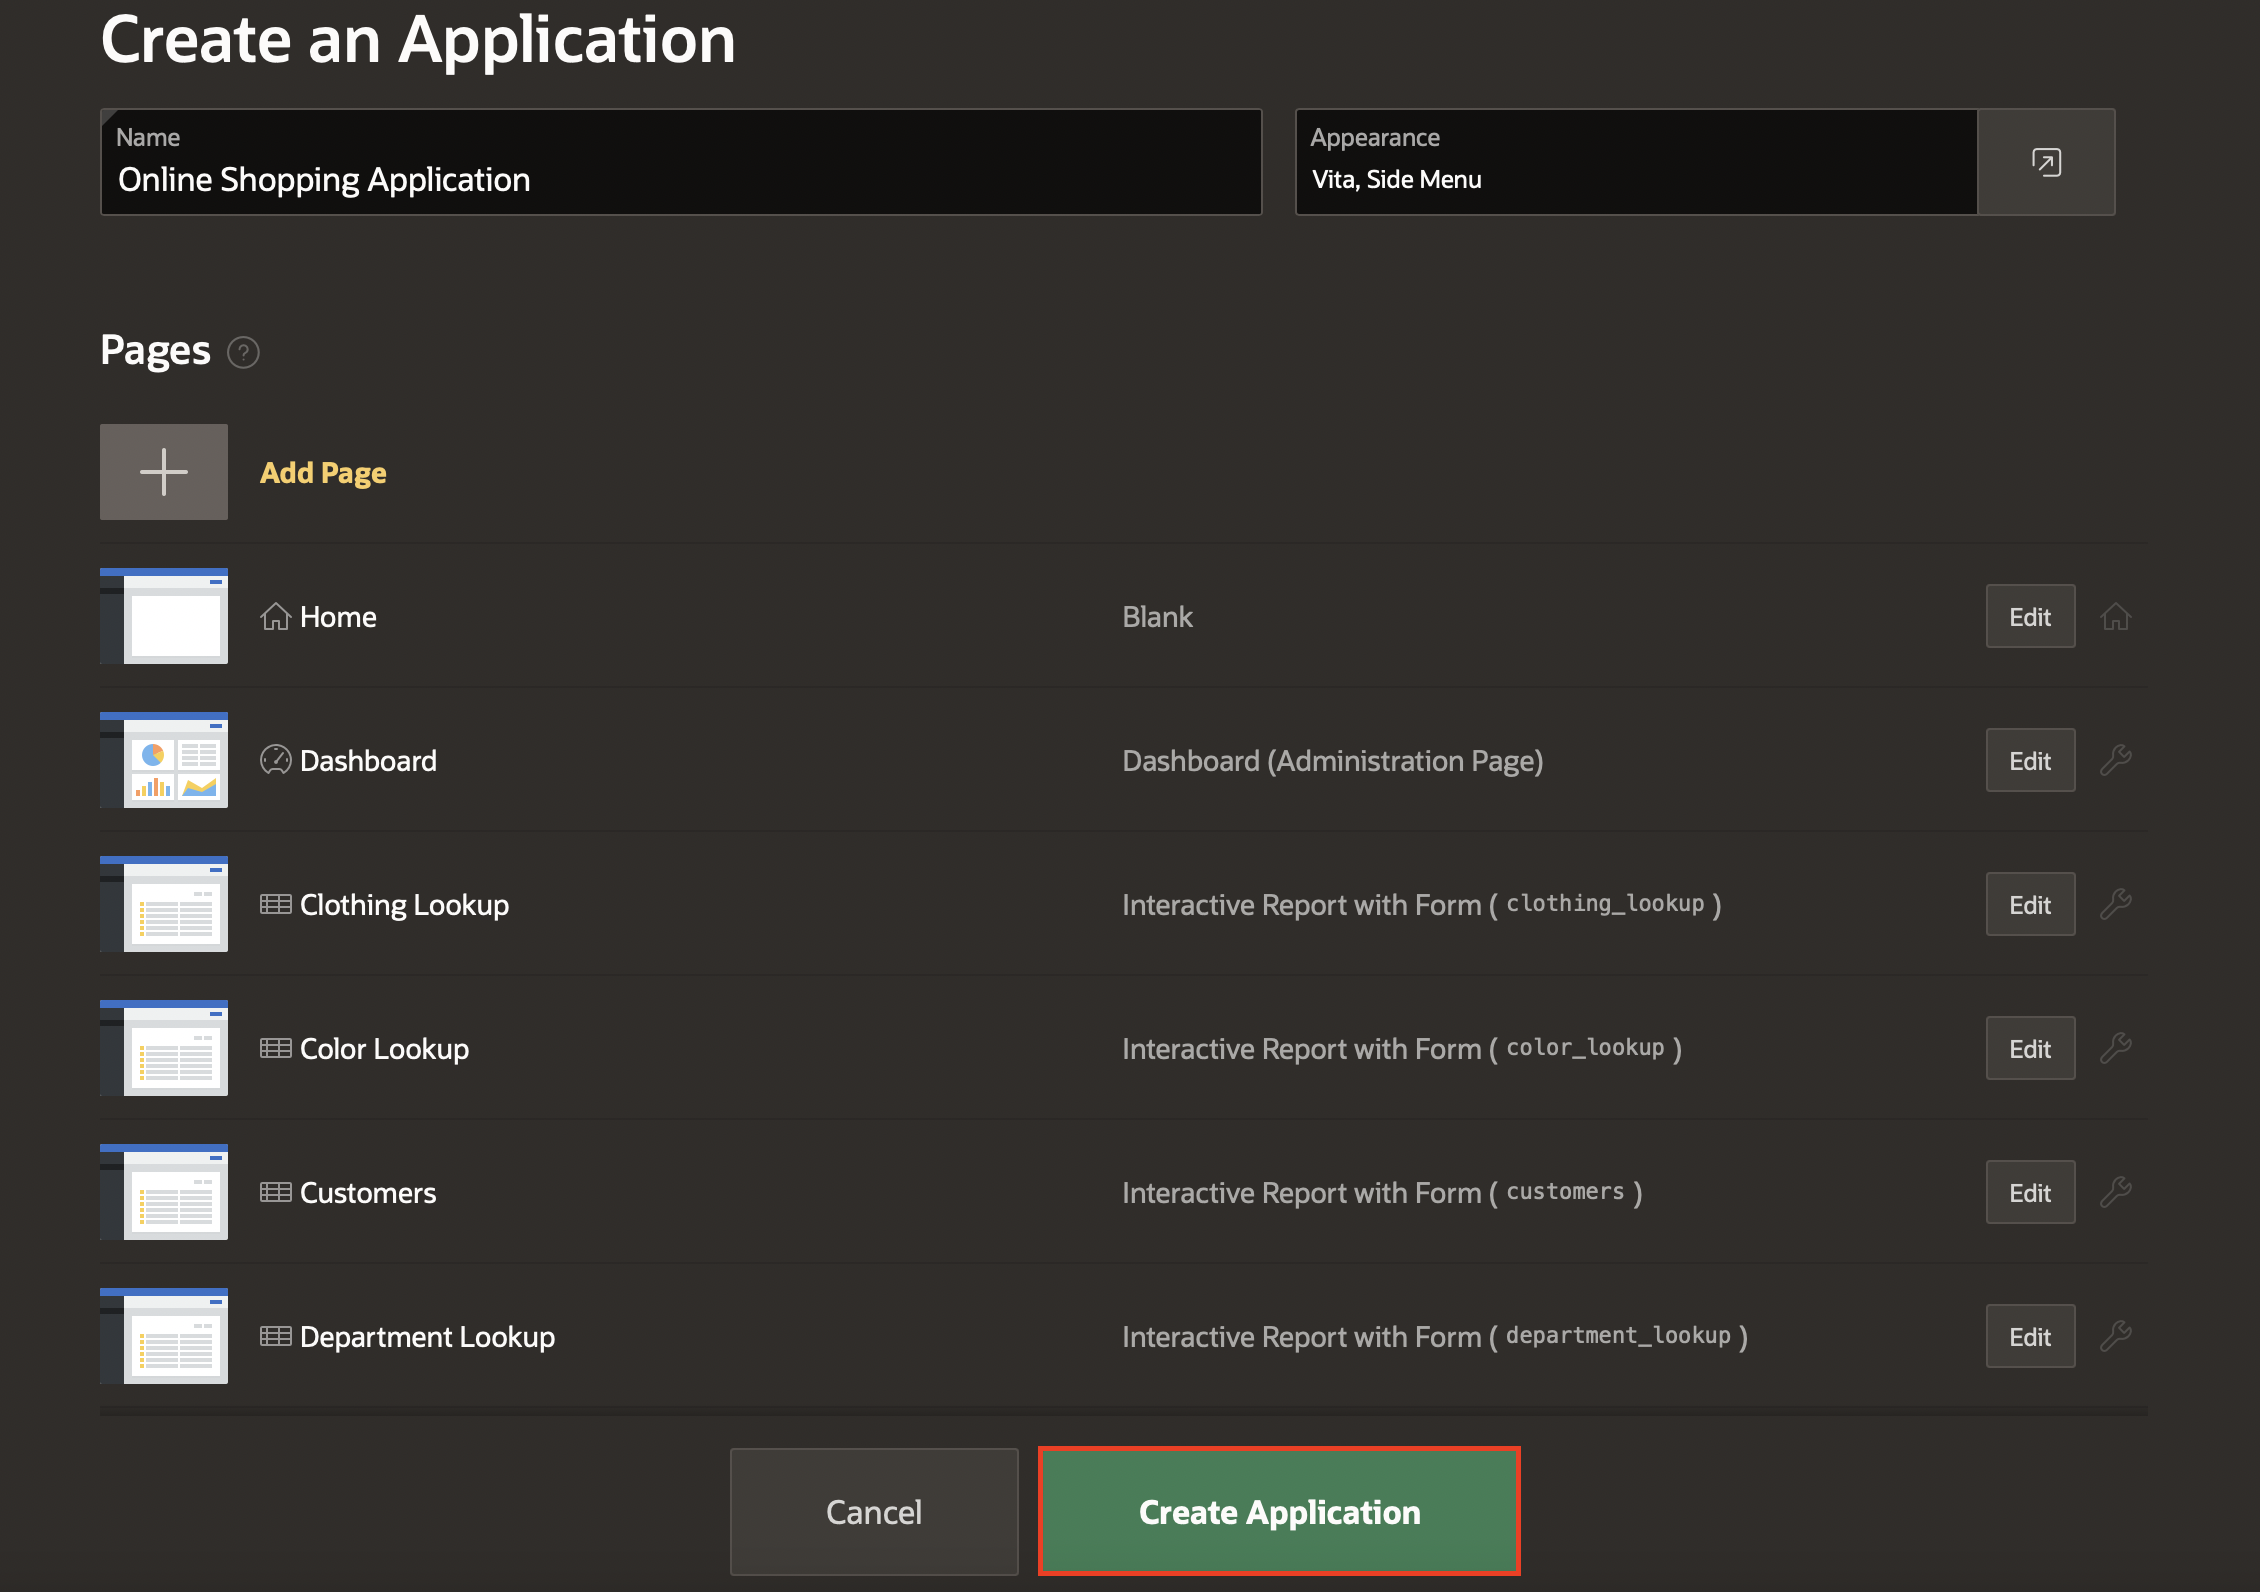 Create an Application
Name
Online Shopping Application
Appearance
Vita, Side Menu
Pages ?
Add Page
Home Blank Edit
Dashboard Dashboard (Administration Page) Edit
Clothing Lookup Interactive Report with Form ( clothing_lookup ) Edit
Color Lookup Interactive Report with Form ( color_lookup ) Edit
Customers Interactive Report with Form ( customers ) Edit
Department Lookup Interactive Report with Form ( department_lookup ) Edit
Cancel Create Application